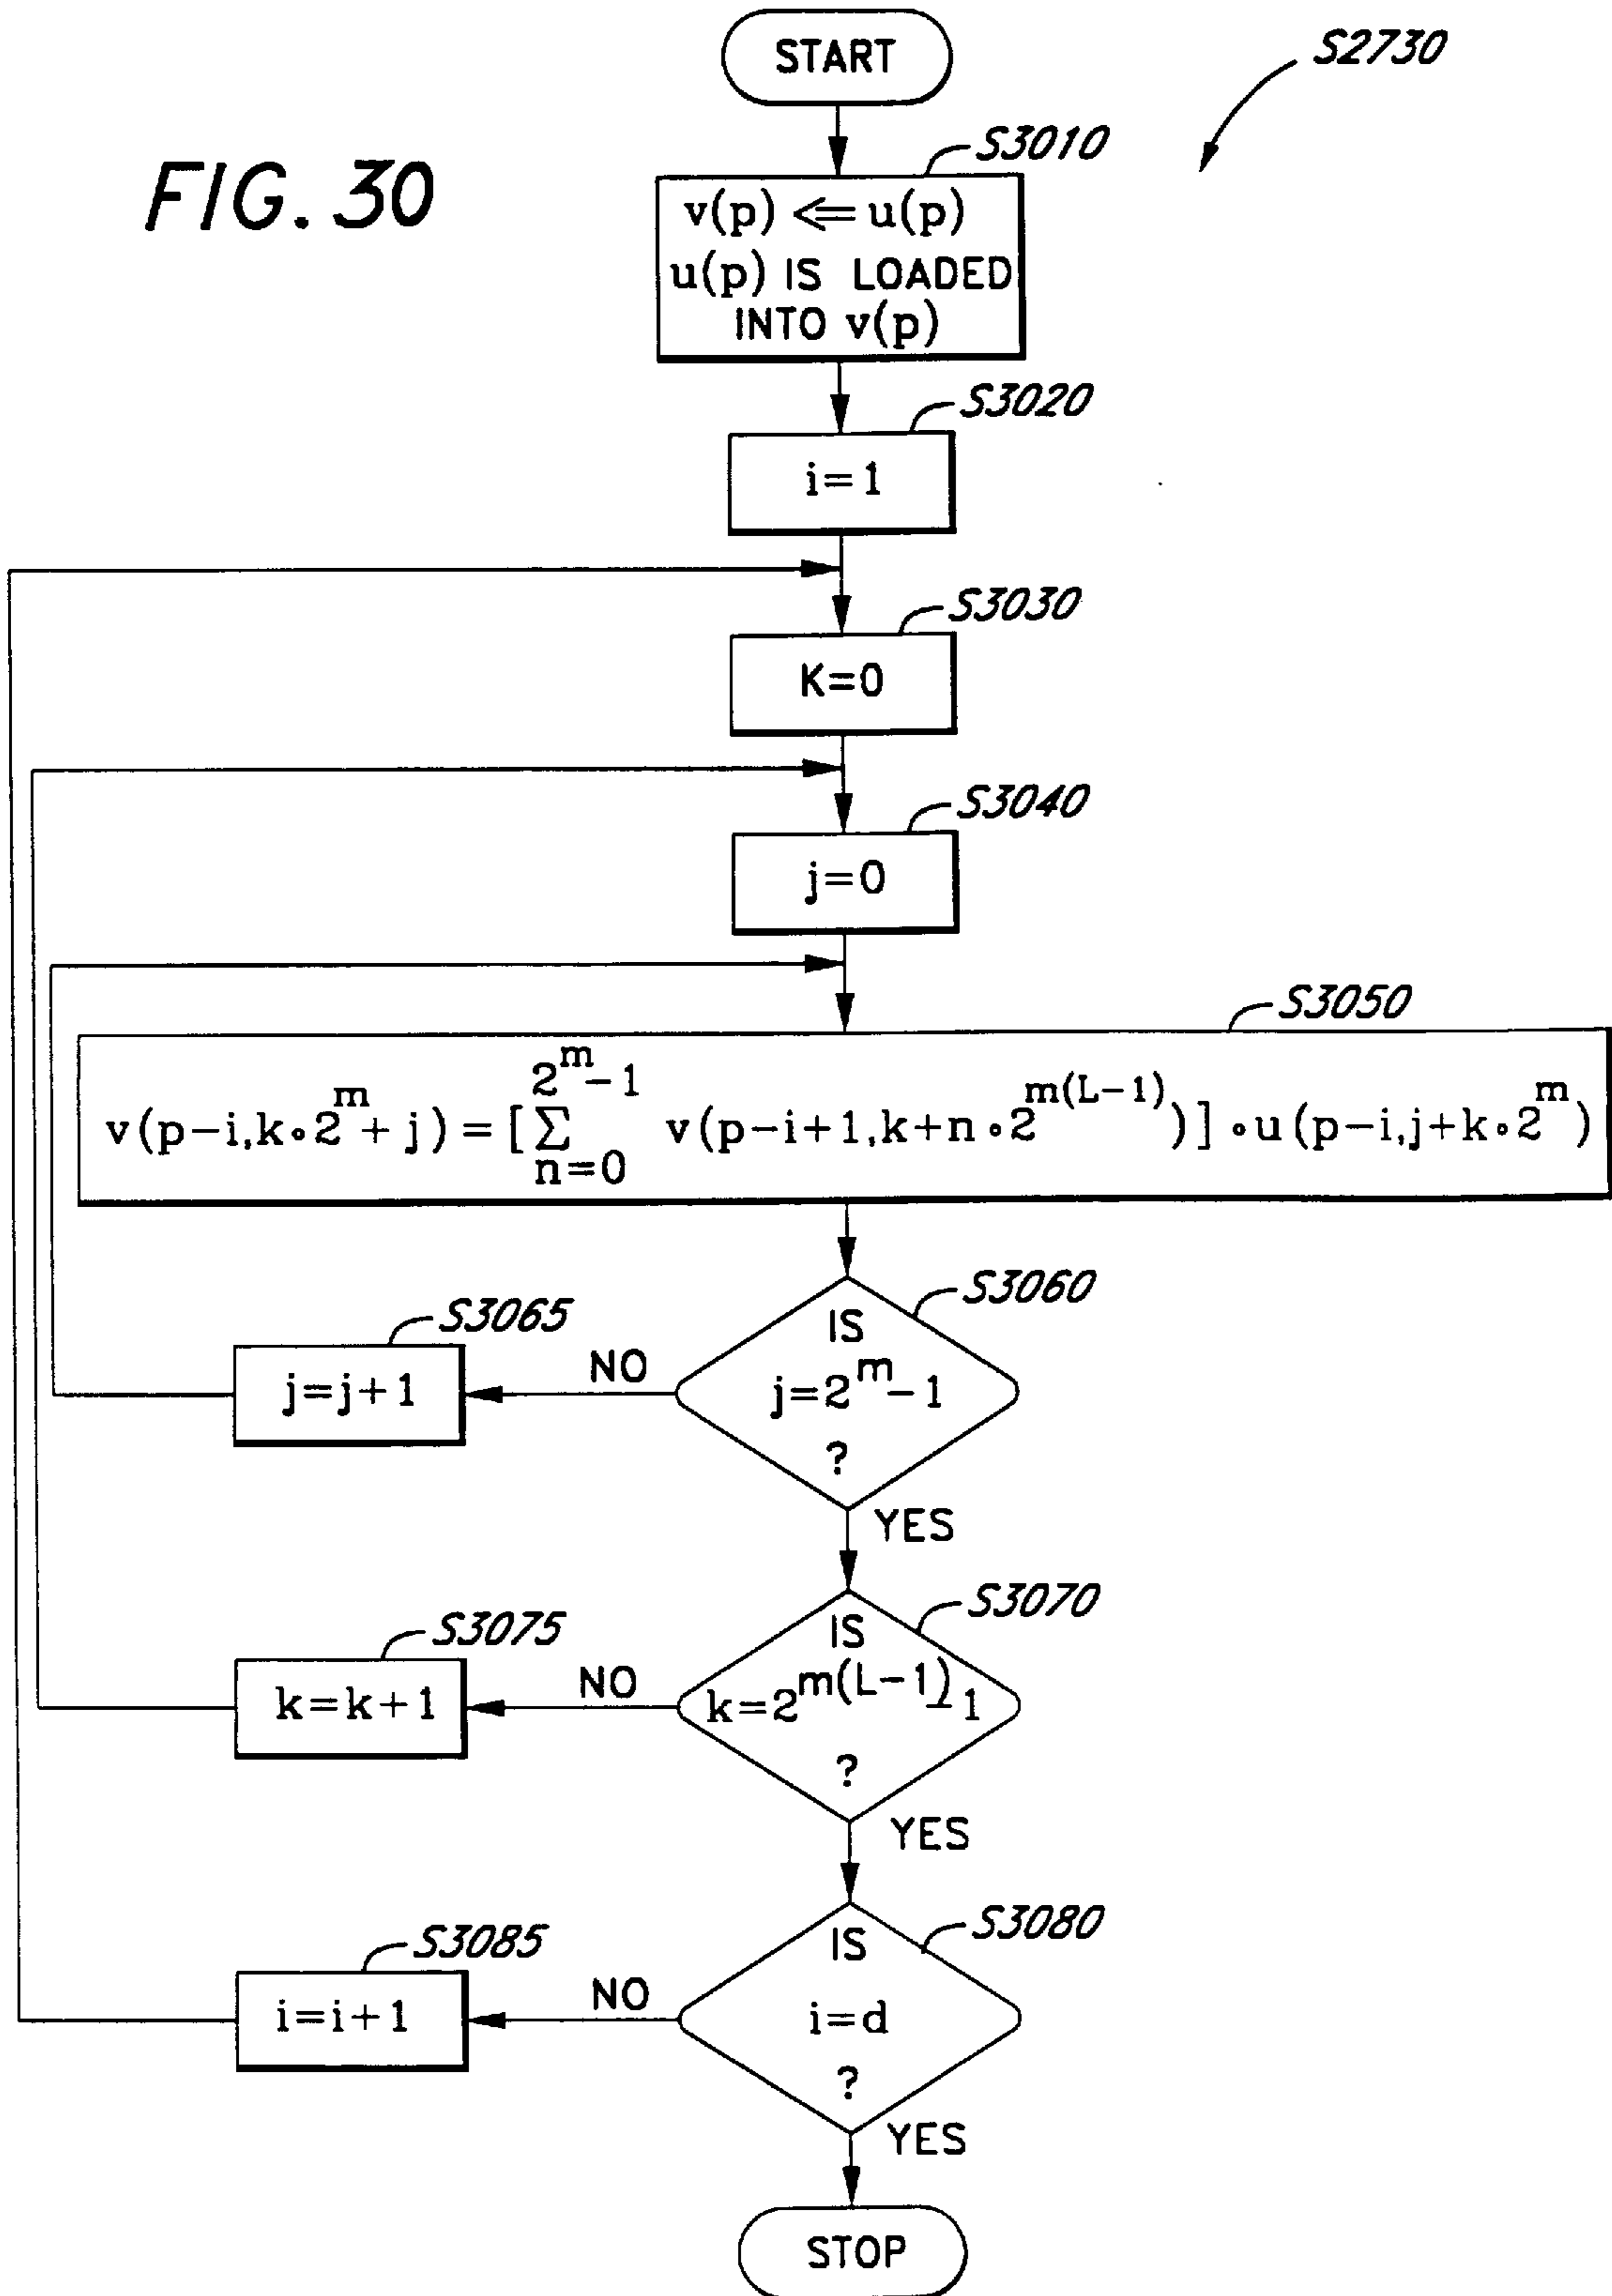 START
S2730
FIG. 30
S3010
v(p) ⇐ u(p)
u(p) IS LOADED
INTO v(p)
S3020
i=1
S3030
K=0
S3040
j=0
S3050
v(p-i,k∘2^m+j)=[∑_{n=0}^{2^m-1} v(p-i+1,k+n∘2^{m(L-1)})]∘u(p-i,j+k∘2^m)
S3060
IS
j=2^m-1
?
NO
S3065
j=j+1
YES
S3070
IS
k=2^{m(L-1)}-1
?
NO
S3075
k=k+1
YES
S3080
IS
i=d
?
NO
S3085
i=i+1
YES
STOP